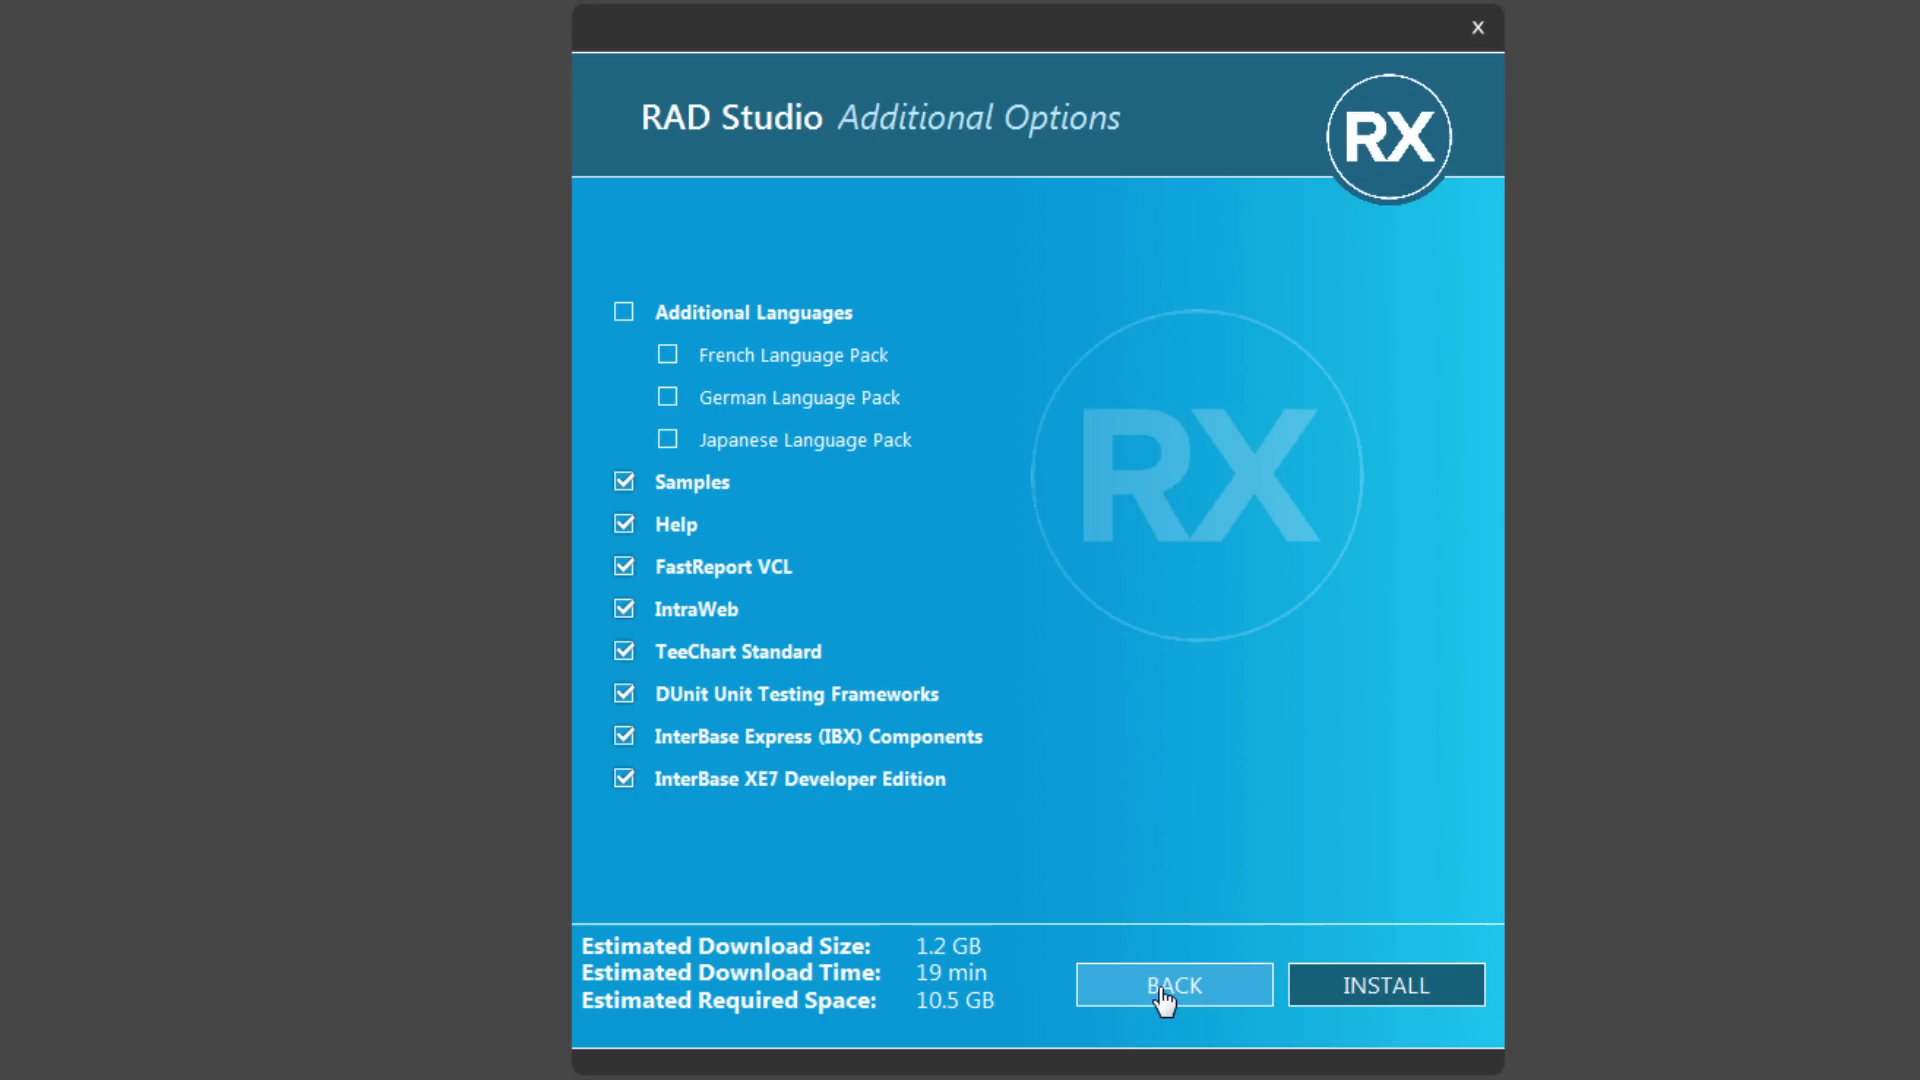 X
RAD Studio Additional Options
RX
Additional Languages
French Language Pack
German Language Pack
Japanese Language Pack
Samples
Help
FastReport VCL
IntraWeb
TeeChart Standard
DUnit Unit Testing Frameworks
InterBase Express (IBX) Components
InterBase XE7 Developer Edition
RX
Estimated Download Size: 1.2 GB
Estimated Download Time: 19 min
Estimated Required Space: 10.5 GB
BACK
INSTALL